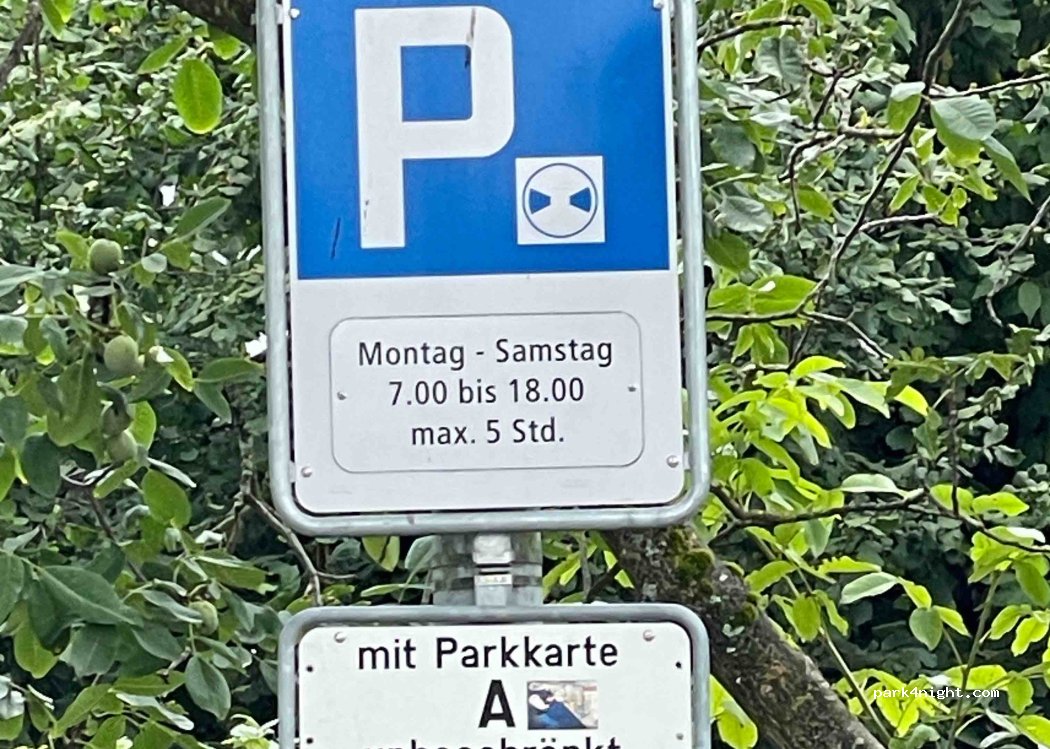 P
Montag - Samstag
7.00 bis 18.00
max. 5 Std.
mit Parkkarte
A
park4night.com